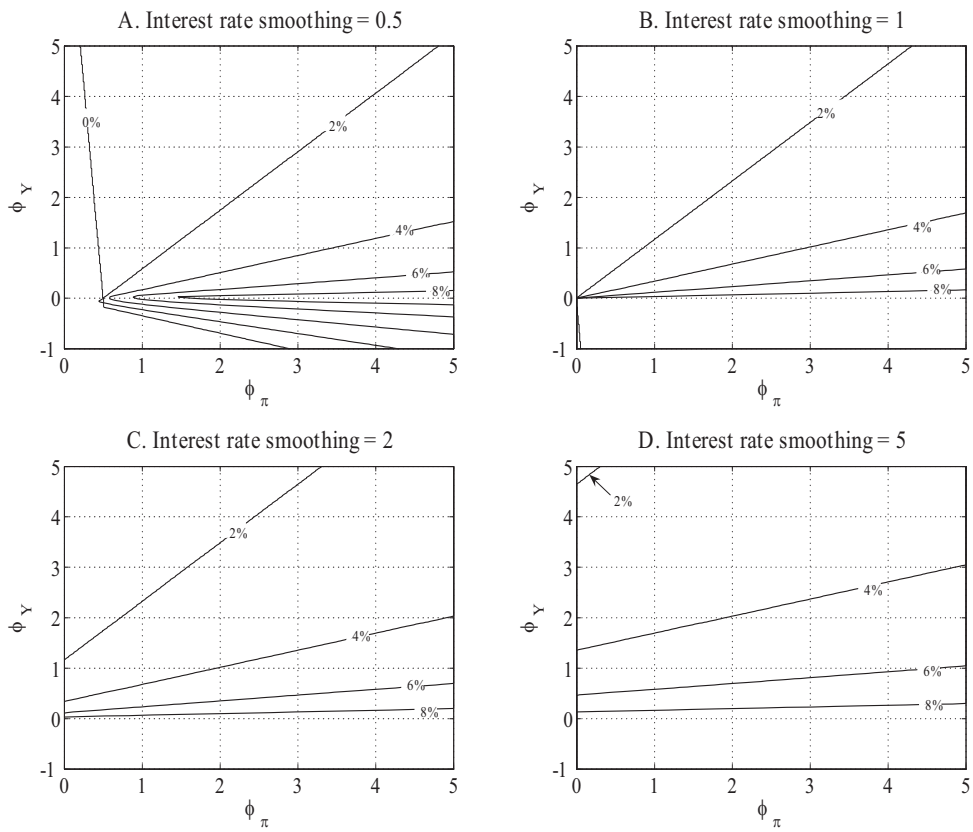 A. Interest rate smoothing = 0.5
5
4
3
2
1
0
-1
0 1 2 3 4 5
ϕ Y
ϕ π
0%
2%
4%
6%
8%
B. Interest rate smoothing = 1
5
4
3
2
1
0
-1
0 1 2 3 4 5
ϕ Y
ϕ π
2%
4%
6%
8%
C. Interest rate smoothing = 2
5
4
3
2
1
0
-1
0 1 2 3 4 5
ϕ Y
ϕ π
2%
4%
6%
8%
D. Interest rate smoothing = 5
5
4
3
2
1
0
-1
0 1 2 3 4 5
ϕ Y
ϕ π
2%
4%
6%
8%